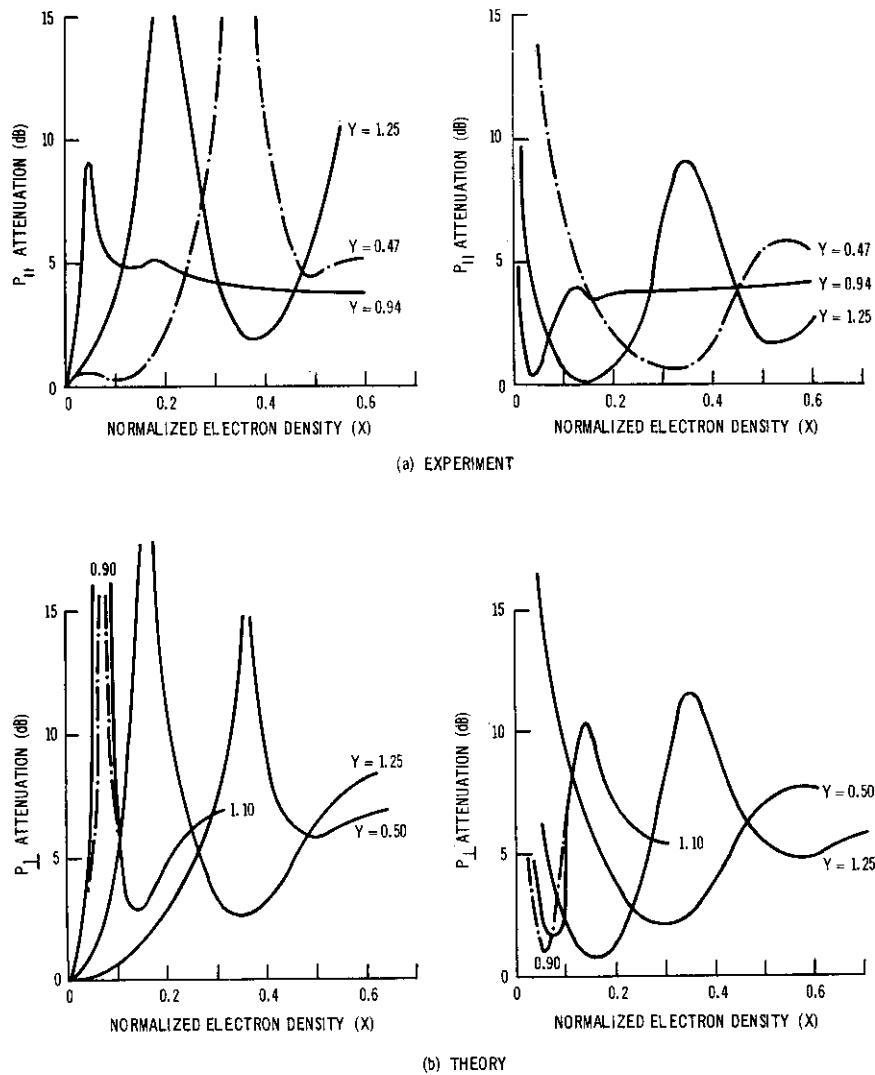 15
10
5
0
P|| ATTENUATION (dB)
Y = 1.25
Y = 0.47
Y = 0.94
0 0.2 0.4 0.6
NORMALIZED ELECTRON DENSITY (X)
15
10
5
0
P|| ATTENUATION (dB)
Y = 0.47
Y = 0.94
Y = 1.25
0 0.2 0.4 0.6
NORMALIZED ELECTRON DENSITY (X)
(a) EXPERIMENT
0.90
15
10
5
0
P⊥ ATTENUATION (dB)
Y = 1.25
1.10
Y = 0.50
0 0.2 0.4 0.6
NORMALIZED ELECTRON DENSITY (X)
15
10
5
0
P⊥ ATTENUATION (dB)
Y = 0.50
1.10
Y = 1.25
0.90
0 0.2 0.4 0.6
NORMALIZED ELECTRON DENSITY (X)
(b) THEORY